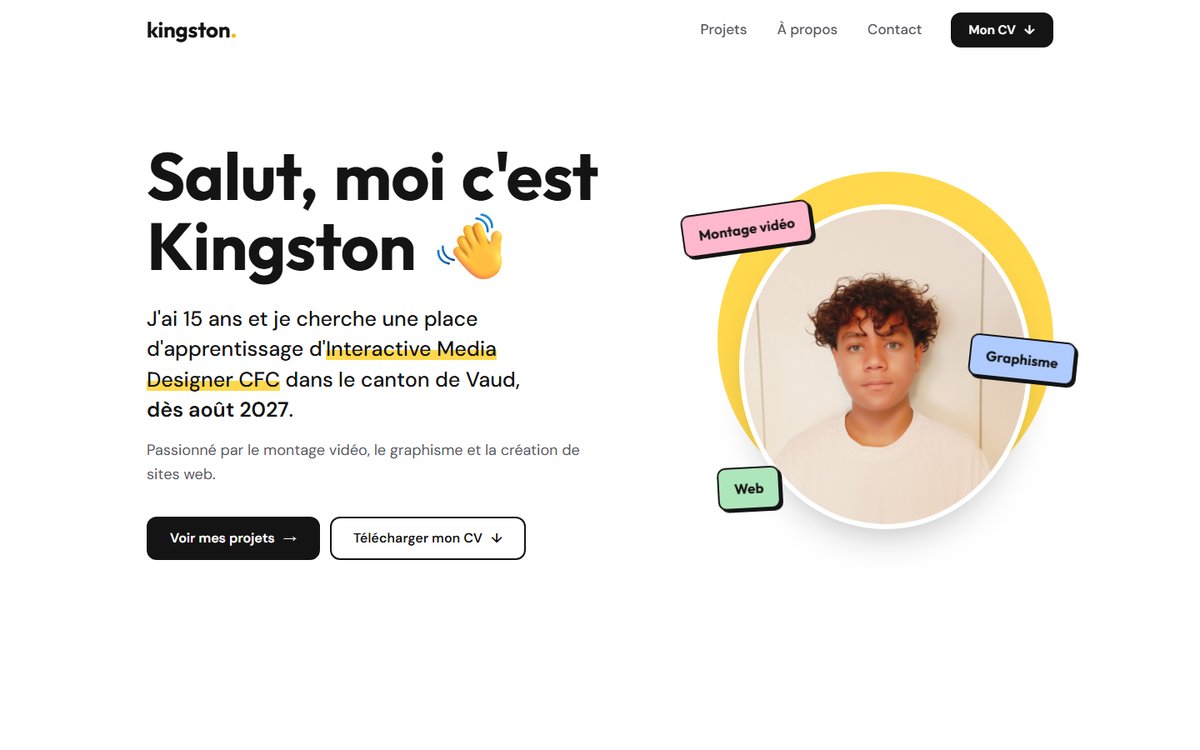 kingston.
Projets
À propos
Contact
Mon CV ↓
Salut, moi c'est
Kingston 👋
J'ai 15 ans et je cherche une place
d'apprentissage d'Interactive Media
Designer CFC dans le canton de Vaud,
dès août 2027.
Passionné par le montage vidéo, le graphisme et la création de
sites web.
Voir mes projets →
Télécharger mon CV ↓
Montage vidéo
Graphisme
Web